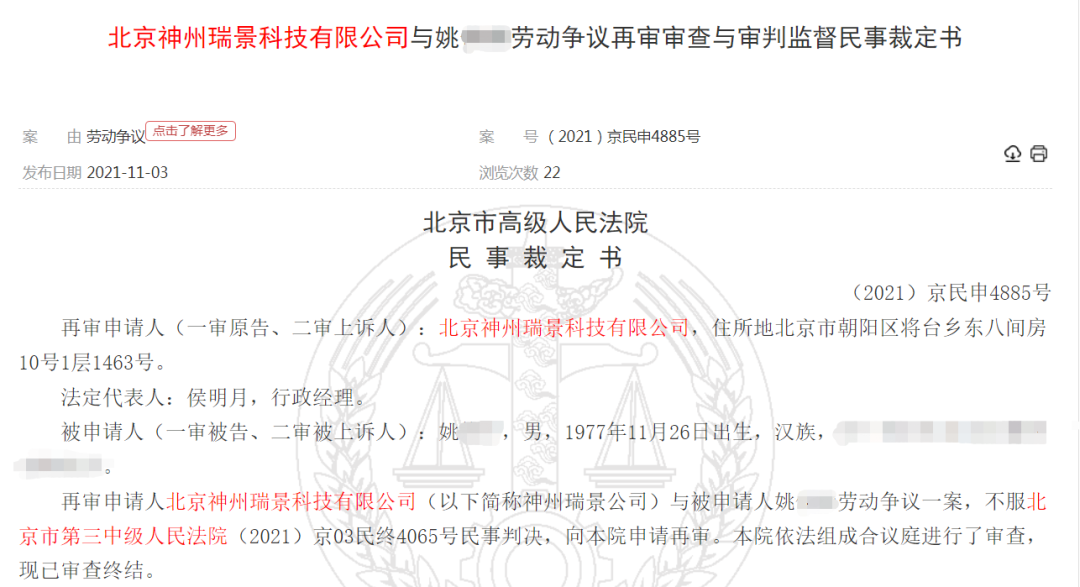 北京神州瑞景科技有限公司与姚 劳动争议再审审查与审判监督民事裁定书
案 由 劳动争议 点击了解更多 案 号 (2021)京民申4885号
发布日期 2021-11-03 浏览次数 22
北京市高级人民法院
民 事 裁 定 书
(2021)京民申4885号
再审申请人(一审原告、二审上诉人):北京神州瑞景科技有限公司,住所地北京市朝阳区将台乡东八间房
10号1层1463号。
法定代表人:侯明月,行政经理。
被申请人(一审被告、二审被上诉人):姚 ,男,1977年11月26日出生,汉族,
。
再审申请人北京神州瑞景科技有限公司(以下简称神州瑞景公司)与被申请人姚 劳动争议一案,不服北
京市第三中级人民法院(2021)京03民终4065号民事判决,向本院申请再审。本院依法组成合议庭进行了审查,
现已审查终结。